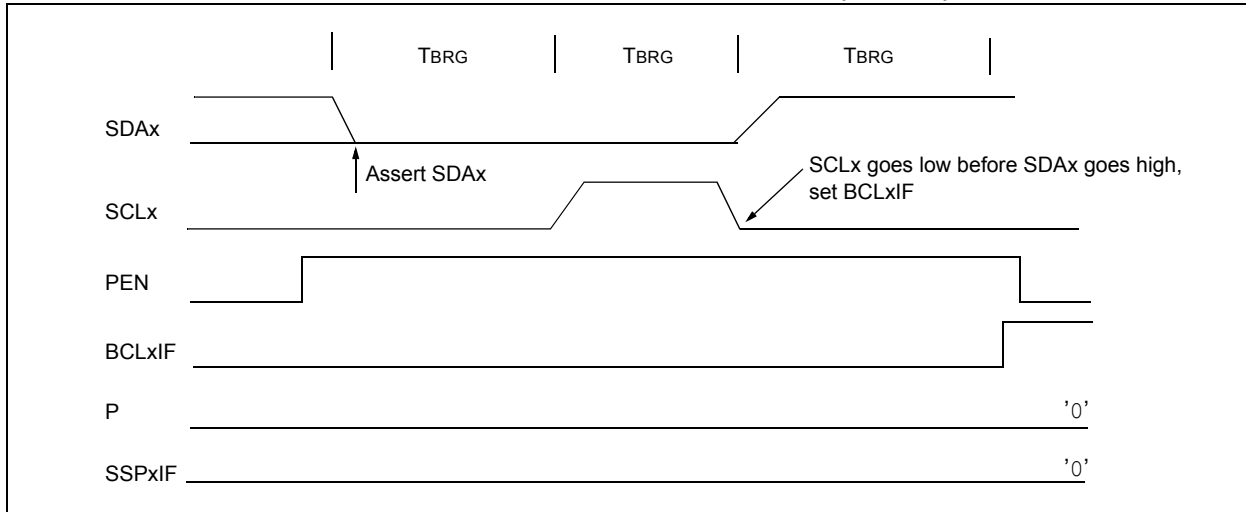 TBRG TBRG TBRG
SDAx
Assert SDAx
SCLx goes low before SDAx goes high,
set BCLxIF
SCLx
PEN
BCLxIF
P '0'
SSPxIF '0'